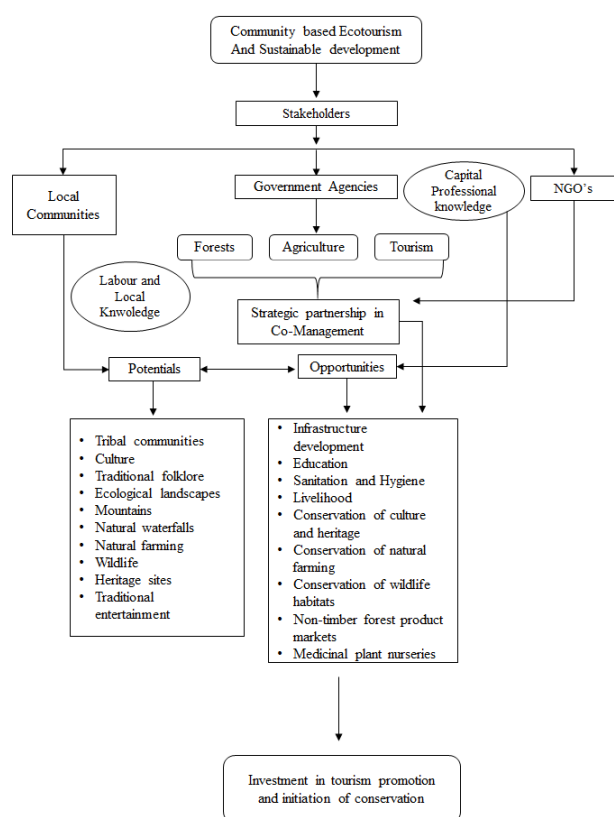 Community based Ecotourism
And Sustainable development
Stakeholders
Local
Communities
Government Agencies
Capital
Professional
knowledge
NGO's
Forests
Agriculture
Tourism
Labour and
Local
Knwoledge
Strategic partnership in
Co-Management
Potentials
Opportunities
• Tribal communities
• Culture
• Traditional folklore
• Ecological landscapes
• Mountains
• Natural waterfalls
• Natural farming
• Wildlife
• Heritage sites
• Traditional
entertainment
• Infrastructure
development
• Education
• Sanitation and Hygiene
• Livelihood
• Conservation of culture
and heritage
• Conservation of natural
farming
• Conservation of wildlife
habitats
• Non-timber forest product
markets
• Medicinal plant nurseries
Investment in tourism promotion
and initiation of conservation